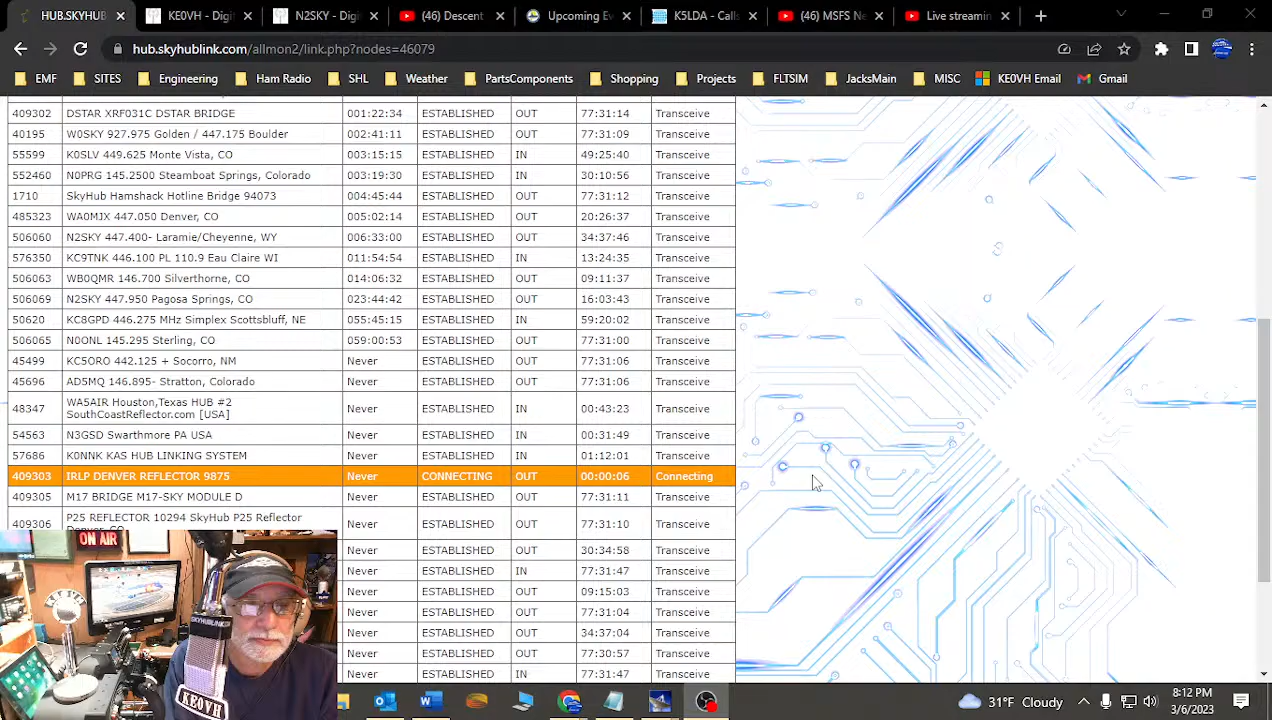 HUB.SKYHUBLINK
KE0VH - Digi
N2SKY - Digi
(46) Descent
Upcoming Ev
K5LDA - Calls
(46) MSFS Ne
Live streamin
hub.skyhublink.com/allmon2/link.php?nodes=46079
EMF SITES Engineering Ham Radio SHL Weather PartsComponents Shopping Projects FLTSIM JacksMain MISC KE0VH Email Gmail
409302 DSTAR XRF031C DSTAR BRIDGE 001:22:34 ESTABLISHED OUT 77:31:14 Transceive
40195 W0SKY 927.975 Golden / 447.175 Boulder 002:41:11 ESTABLISHED OUT 77:31:09 Transceive
55599 K0SLV 449.625 Monte Vista, CO 003:15:15 ESTABLISHED IN 49:25:40 Transceive
552460 N0PRG 145.2500 Steamboat Springs, Colorado 003:19:30 ESTABLISHED IN 30:10:56 Transceive
1710 SkyHub Hamshack Hotline Bridge 94073 004:45:44 ESTABLISHED OUT 77:31:12 Transceive
485323 WA0MJX 447.050 Denver, CO 005:02:14 ESTABLISHED OUT 20:26:37 Transceive
506060 N2SKY 447.400- Laramie/Cheyenne, WY 006:33:00 ESTABLISHED OUT 34:37:46 Transceive
576350 KC9TNK 446.100 PL 110.9 Eau Claire WI 011:54:54 ESTABLISHED IN 13:24:35 Transceive
506063 WB0QMR 146.700 Silverthorne, CO 014:06:32 ESTABLISHED OUT 09:11:37 Transceive
506069 N2SKY 447.950 Pagosa Springs, CO 023:44:42 ESTABLISHED OUT 16:03:43 Transceive
50620 KC8GPD 446.275 MHz Simplex Scottsbluff, NE 055:45:15 ESTABLISHED IN 59:20:02 Transceive
506065 N0ONL 145.295 Sterling, CO 059:00:53 ESTABLISHED OUT 77:31:00 Transceive
45499 KC5ORO 442.125 + Socorro, NM Never ESTABLISHED OUT 77:31:06 Transceive
45696 AD5MQ 146.895- Stratton, Colorado Never ESTABLISHED OUT 77:31:06 Transceive
48347 WA5AIR Houston,Texas HUB #2 Never ESTABLISHED IN 00:43:23 Transceive
SouthCoastReflector.com [USA]
54563 N3GSD Swarthmore PA USA Never ESTABLISHED IN 00:31:49 Transceive
57686 K0NNK KAS HUB LINKING SYSTEM Never ESTABLISHED IN 01:12:01 Transceive
409303 IRLP DENVER REFLECTOR 9875 Never CONNECTING OUT 00:00:06 Connecting
409305 M17 BRIDGE M17-SKY MODULE D Never ESTABLISHED OUT 77:31:11 Transceive
409306 P25 REFLECTOR 10294 SkyHub P25 Reflector Never ESTABLISHED OUT 77:31:10 Transceive
Denver, CO
Never ESTABLISHED OUT 30:34:58 Transceive
Never ESTABLISHED IN 77:31:47 Transceive
Never ESTABLISHED OUT 09:15:03 Transceive
Never ESTABLISHED OUT 77:31:04 Transceive
Never ESTABLISHED OUT 34:37:04 Transceive
Never ESTABLISHED OUT 77:30:57 Transceive
Never ESTABLISHED IN 77:31:47 Transceive
ON AIR
SKYHUBLINK
KE0VH
31°F Cloudy
8:12 PM
3/6/2023